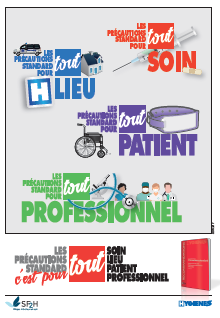 LES
PRÉCAUTIONS
STANDARD
POUR
tout
SOIN
LES
PRÉCAUTIONS
STANDARD
POUR
tout
H
LIEU
LES
PRÉCAUTIONS
STANDARD
POUR
tout
PATIENT
LES
PRÉCAUTIONS
STANDARD
POUR
tout
PROFESSIONNEL
LES
PRÉCAUTIONS
STANDARD
c'est pour
tout
SOIN
LIEU
PATIENT
PROFESSIONNEL
SF2H
HYGIENES